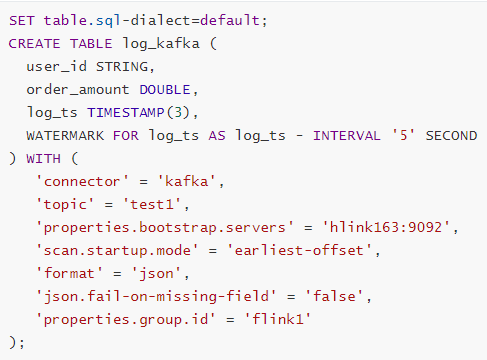 SET table.sql-dialect=default;
CREATE TABLE log_kafka (
  user_id STRING,
  order_amount DOUBLE,
  log_ts TIMESTAMP(3),
  WATERMARK FOR log_ts AS log_ts - INTERVAL '5' SECOND
) WITH (
   'connector' = 'kafka',
   'topic' = 'test1',
   'properties.bootstrap.servers' = 'hlink163:9092',
   'scan.startup.mode' = 'earliest-offset',
   'format' = 'json',
   'json.fail-on-missing-field' = 'false',
   'properties.group.id' = 'flink1'
);